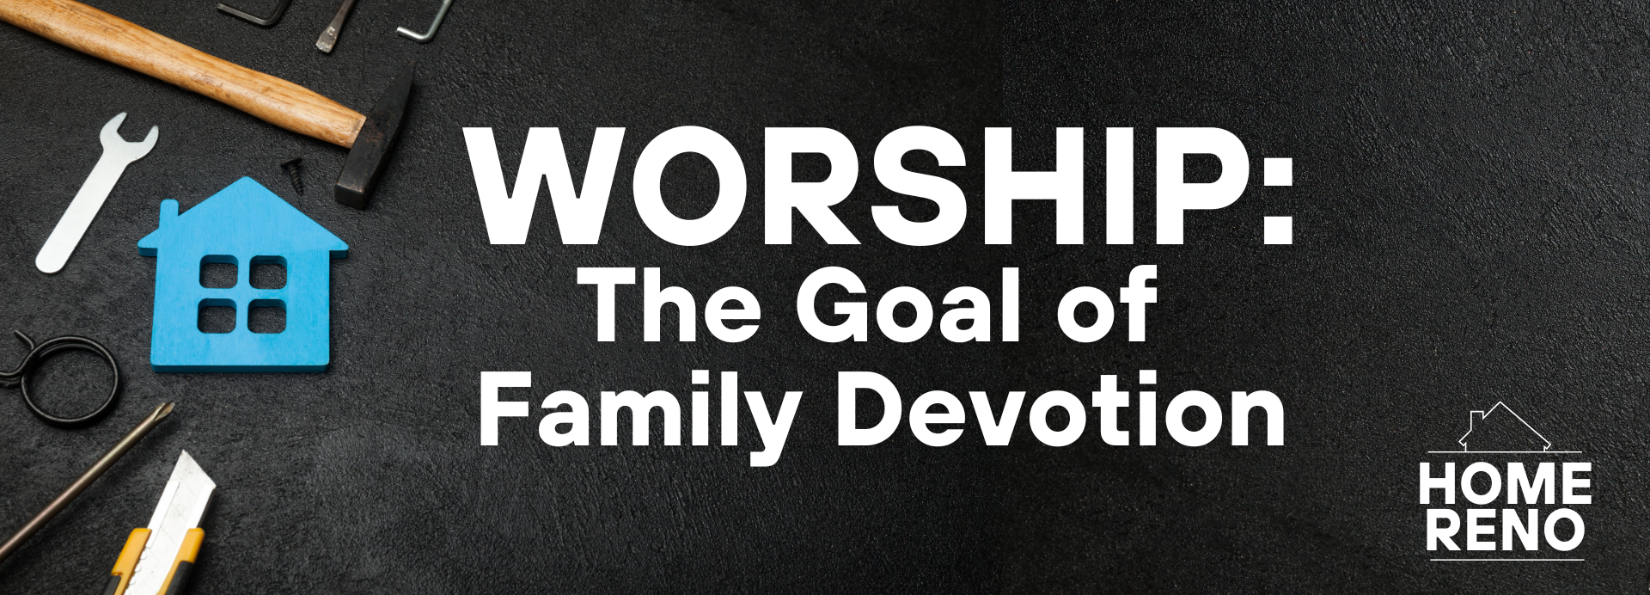 WORSHIP:
The Goal of
Family Devotion
HOME
RENO